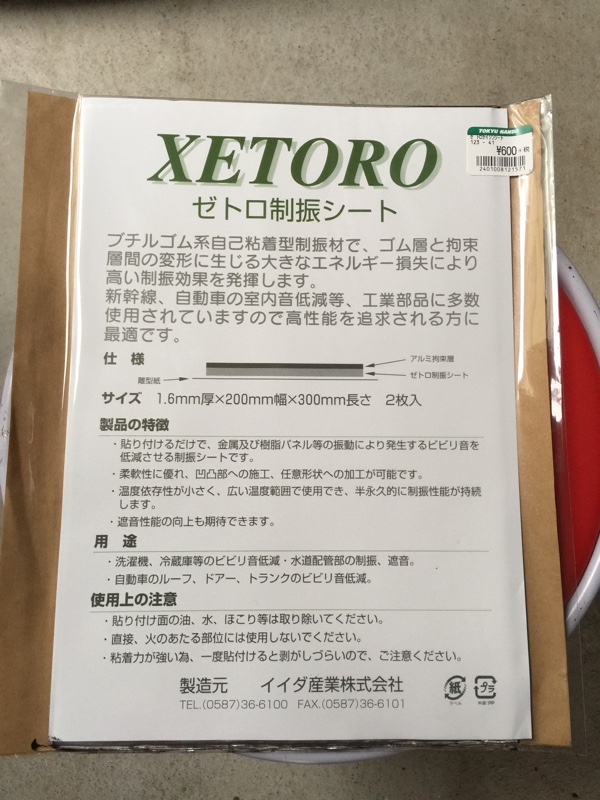 XETORO
ゼトロ制振シート
TOKYU HANDS
123 - 41
¥600
2401008121571
ブチルゴム系自己粘着型制振材で、ゴム層と拘束
層間の変形に生じる大きなエネルギー損失により
高い制振効果を発揮します。
新幹線、自動車の室内音低減等、工業部品に多数
使用されていますので高性能を追求される方に
最適です。
仕 様
アルミ拘束層
離型紙
ゼトロ制振シート
サイズ 1.6mm厚×200mm幅×300mm長さ 2枚入
製品の特徴
・貼り付けるだけで、金属及び樹脂パネル等の振動により発生するビビリ音を
低減させる制振シートです。
・柔軟性に優れ、凹凸部への施工、任意形状への加工が可能です。
・温度依存性が小さく、広い温度範囲で使用でき、半永久的に制振性能が持続
します。
・遮音性能の向上も期待できます。
用 途
・洗濯機、冷蔵庫等のビビリ音低減・水道配管部の制振、遮音。
・自動車のルーフ、ドアー、トランクのビビリ音低減。
使用上の注意
・貼り付け面の油、水、ほこり等は取り除いてください。
・直接、火のあたる部位には使用しないでください。
・粘着力が強い為、一度貼付けると剥がしづらいので、ご注意ください。
製造元 イイダ産業株式会社
TEL.(0587)36-6100 FAX.(0587)36-6101
紙
ラベル
プラ
外装:PP